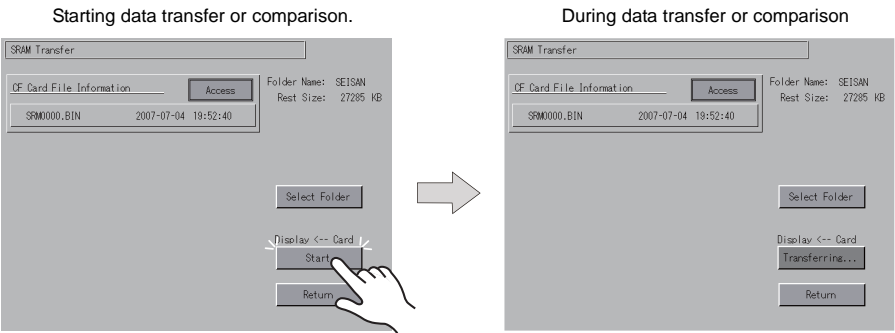 Starting data transfer or comparison.
SRAM Transfer
CF Card File Information
Access
Folder Name: SEISAN
Rest Size: 27285 KB
SRM0000.BIN 2007-07-04 19:52:40
Select Folder
Display <-- Card
Start
Return
During data transfer or comparison
SRAM Transfer
CF Card File Information
Access
Folder Name: SEISAN
Rest Size: 27285 KB
SRM0000.BIN 2007-07-04 19:52:40
Select Folder
Display <-- Card
Transferring...
Return